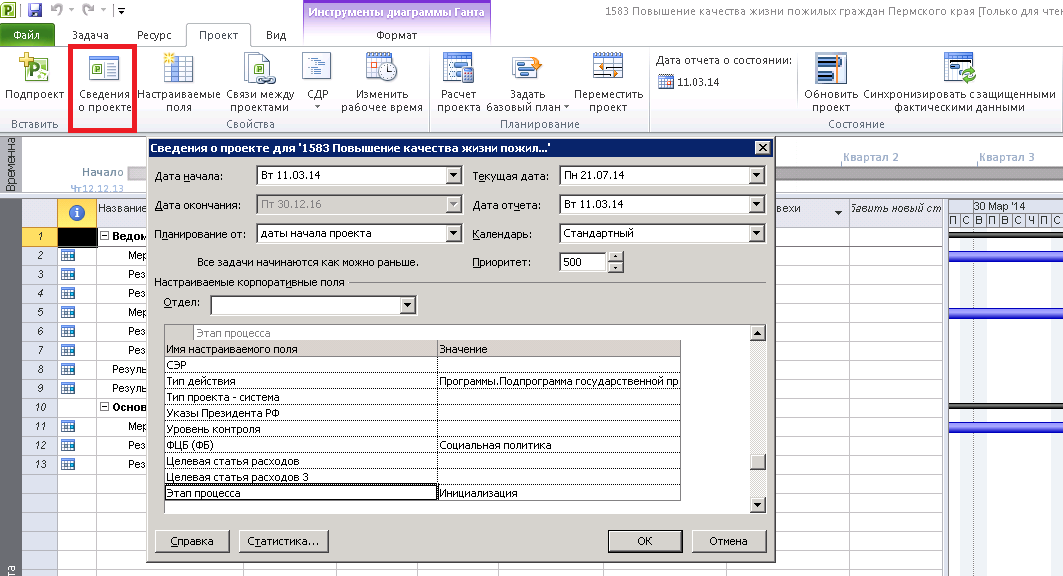 Инструменты диаграммы Ганта
1583 Повышение качества жизни пожилых граждан Пермского края [Только для чтен
Файл Задача Ресурс Проект Вид Формат
Подпроект
Сведения о проекте
Настраиваемые поля
Связи между проектами
СДР
Изменить рабочее время
Расчет проекта
Задать базовый план
Переместить проект
Дата отчета о состоянии:
11.03.14
Обновить проект
Синхронизировать с защищенными фактическими данными
Вставить Свойства Планирование Состояние
Временна
Начало
Чт 12.12.13
Квартал 2 Квартал 3
Название
вехи
бавить новый ст
30 Мар '14
П С В П В С Ч П С
1 Ведом
2 Мер
3 Рез
4 Рез
5 Мер
6 Рез
7 Рез
8 Резуль
9 Резуль
10 Основ
11 Мер
12 Рез
13 Рез
Сведения о проекте для '1583 Повышение качества жизни пожил...'
Дата начала: Вт 11.03.14 Текущая дата: Пн 21.07.14
Дата окончания: Пт 30.12.16 Дата отчета: Вт 11.03.14
Планирование от: даты начала проекта Календарь: Стандартный
Все задачи начинаются как можно раньше. Приоритет: 500
Настраиваемые корпоративные поля
Отдел:
Этап процесса
Имя настраиваемого поля Значение
СЭР
Тип действия Программы.Подпрограмма государственной пр
Тип проекта - система
Указы Президента РФ
Уровень контроля
ФЦБ (ФБ) Социальная политика
Целевая статья расходов
Целевая статья расходов 3
Этап процесса Инициализация
Справка Статистика... ОК Отмена
та